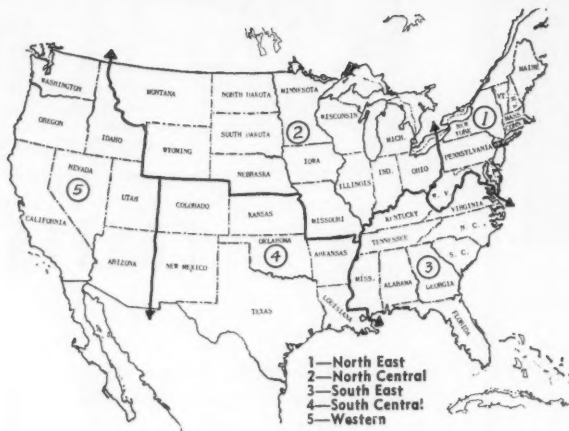 MAINE
WASHINGTON
MONTANA
NORTH DAKOTA
MINNESOTA
VT.
N.H.
1
OREGON
IDAHO
SOUTH DAKOTA
2
WISCONSIN
MICH.
NEW YORK
MASS.
CONN.
WYOMING
IOWA
PENNSYLVANIA
NEVADA
NEBRASKA
ILLINOIS
IND.
OHIO
5
UTAH
COLORADO
KANSAS
MISSOURI
W. V.
VIRGINIA
KENTUCKY
CALIFORNIA
OKLAHOMA
4
TENNESSEE
N. C.
ARIZONA
NEW MEXICO
ARKANSAS
S. C.
MISS.
ALABAMA
3
GEORGIA
TEXAS
LOUISIANA
FLORIDA
1—North East
2—North Central
3—South East
4—South Central
5—Western